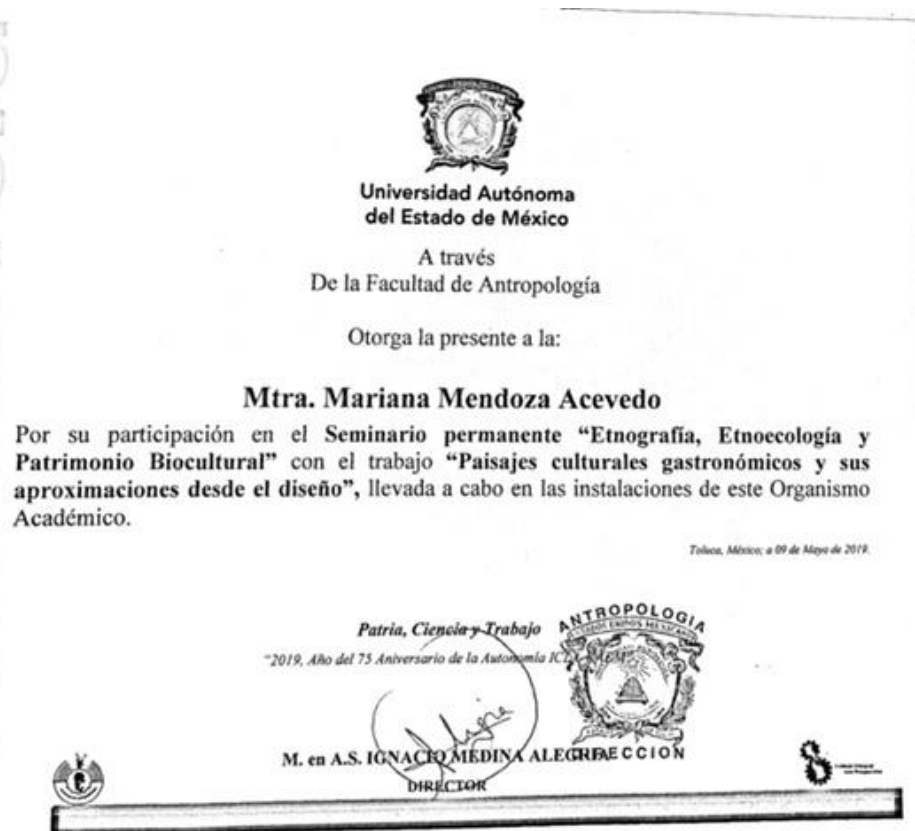 Universidad Autónoma
del Estado de México
A través
De la Facultad de Antropología
Otorga la presente a la:
Mtra. Mariana Mendoza Acevedo
Por su participación en el Seminario permanente “Etnografía, Etnoecología y
Patrimonio Biocultural” con el trabajo “Paisajes culturales gastronómicos y sus
aproximaciones desde el diseño”, llevada a cabo en las instalaciones de este Organismo
Académico.
Toluca, México; a 09 de Mayo de 2019.
Patria, Ciencia y Trabajo
“2019, Año del 75 Aniversario de la Autonomía
ANTROPOLOGIA
M. en A.S. IGNACIO MEDINA ALEGRIA
DIRECCION
DIRECTOR